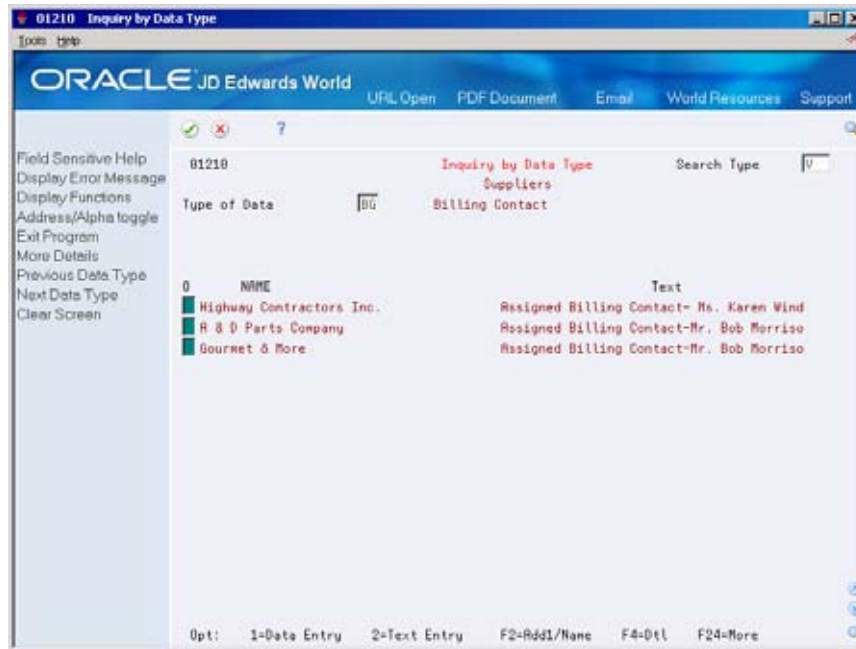 01210 Inquiry by Data Type
Tools Help
ORACLE JD Edwards World
URL Open PDF Document Email World Resources Support
?
Field Sensitive Help
Display Error Message
Display Functions
Address/Alpha toggle
Exit Program
More Details
Previous Data Type
Next Data Type
Clear Screen
01210 Inquiry by Data Type Search Type V
Suppliers
Type of Data BG Billing Contact
O NAME Text
Highway Contractors Inc. Assigned Billing Contact- Ms. Karen Wind
A & D Parts Company Assigned Billing Contact-Mr. Bob Morriso
Gourmet & More Assigned Billing Contact-Mr. Bob Morriso
Opt: 1=Data Entry 2=Text Entry F2=Addl/Name F4=Dtl F24=More